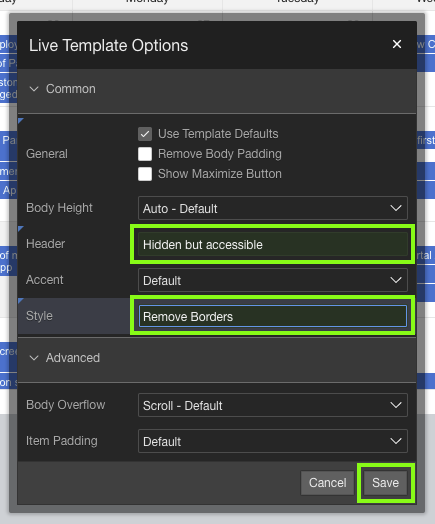 Monday
Tuesday
Live Template Options
Common
General
Use Template Defaults
Remove Body Padding
Show Maximize Button
Body Height
Auto - Default
Header
Hidden but accessible
Accent
Default
Style
Remove Borders
Advanced
Body Overflow
Scroll - Default
Item Padding
Default
Cancel
Save